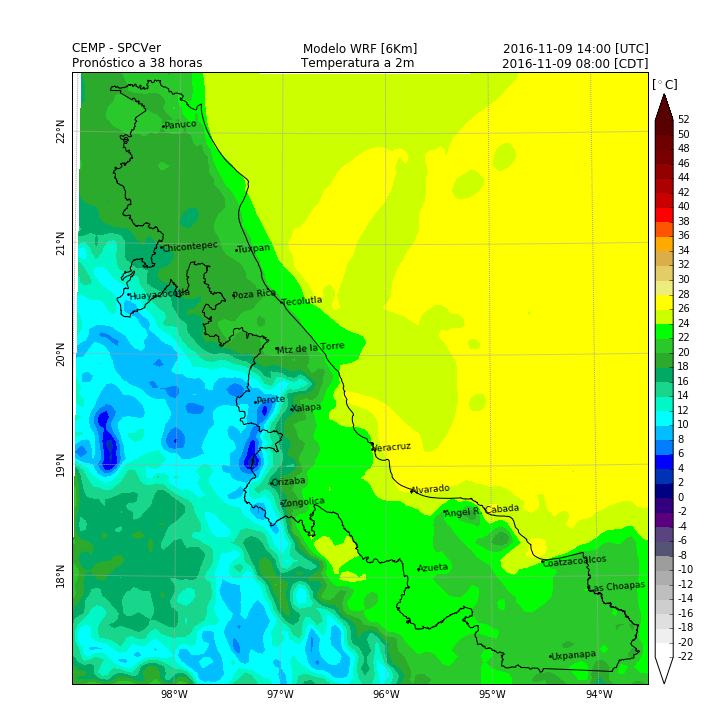 CEMP - SPCVer Modelo WRF [6Km] 2016-11-09 14:00 [UTC]
Pronóstico a 38 horas Temperatura a 2m 2016-11-09 08:00 [CDT]
[°C]
52
50
48
46
44
42
40
38
36
34
32
30
28
26
24
22
20
18
16
14
12
10
8
6
4
2
0
-2
-4
-6
-8
-10
-12
-14
-16
-18
-20
-22
22°N
21°N
20°N
19°N
18°N
Panuco
Chicontepec
Tuxpan
Huayacocotla
Poza Rica
Tecolutla
Mtz de la Torre
Perote
Xalapa
Veracruz
Orizaba
Alvarado
Zongolica
Angel R. Cabada
Azueta
Coatzacoalcos
Las Choapas
Uxpanapa
98°W 97°W 96°W 95°W 94°W